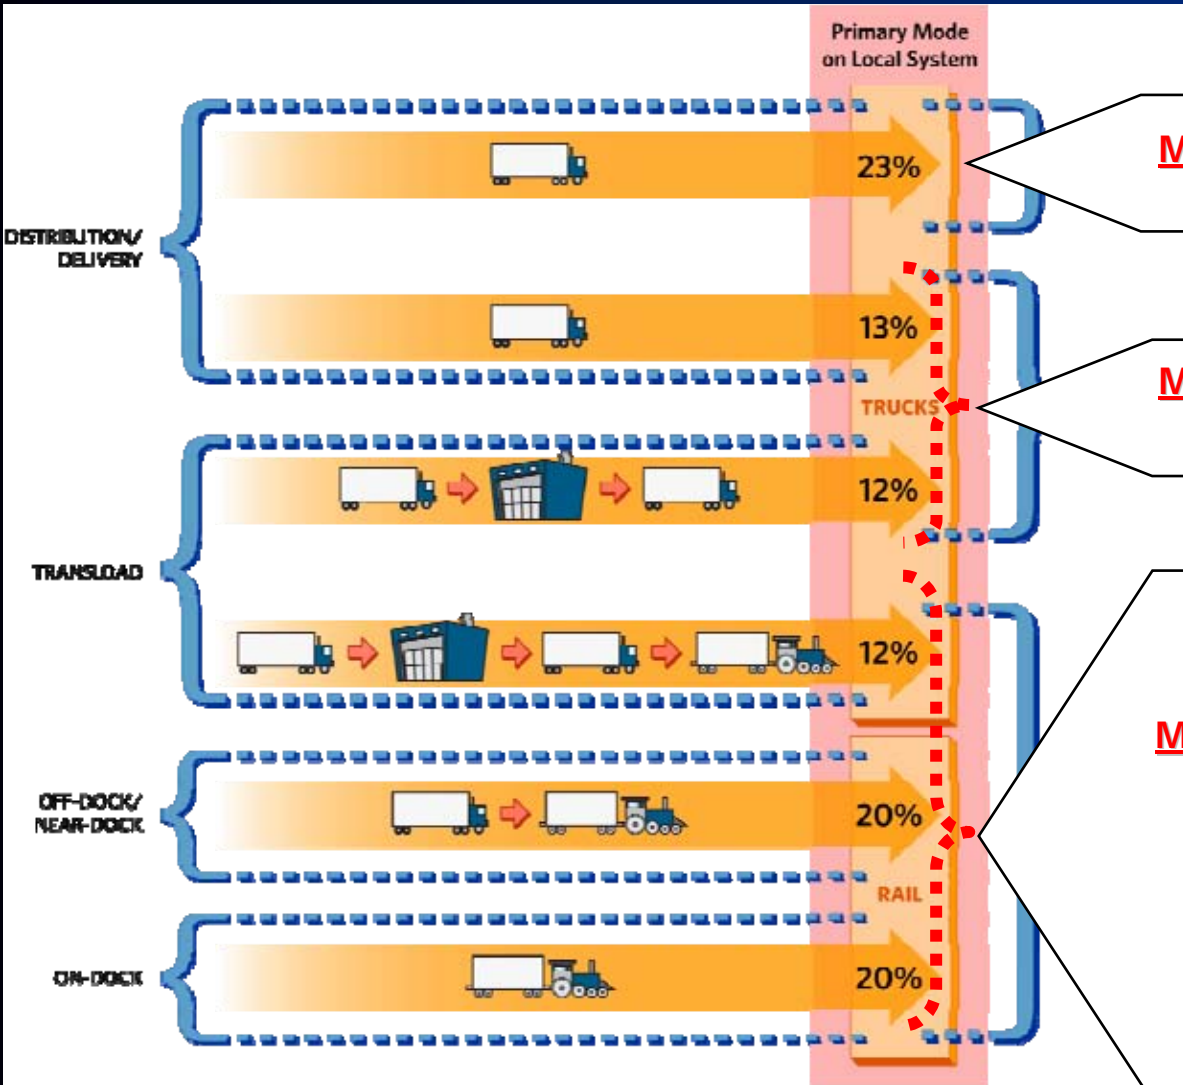 Primary Mode
on Local System
23%
M
DISTRIBUTION/
DELIVERY
13%
TRUCKS
M
12%
TRANSLOAD
12%
M
OFF-DOCK/
NEAR-DOCK
20%
RAIL
ON-DOCK
20%